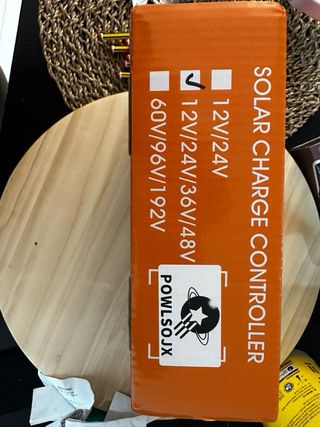 SOLAR CHARGE CONTROLLER
12V/24V
12V/24V/36V/48V
60V/96V/192V
POWLSOJX